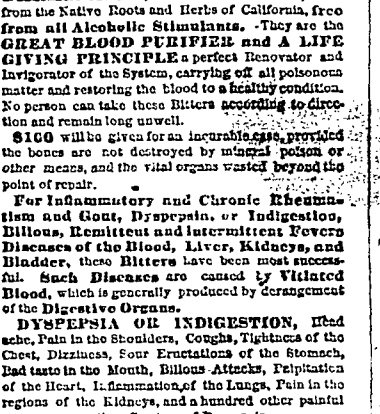 from the Native Roots and Herbs of California, free
from all Alcoholic Stimulants. They are the
GREAT BLOOD PURIFIER and A LIFE
GIVING PRINCIPLE a perfect Renovator and
Invigorator of the System, carrying off all poisonous
matter and restoring the blood to a healthy condition.
No person can take these Bitters according to direc-
tion and remain long unwell.
$100 will be given for an incurable case, provided
the bones are not destroyed by mineral poison or
other means, and the vital organs wasted beyond the
point of repair.
For Inflammatory and Chronic Rheuma-
tism and Gout, Dyspepsia, or Indigestion,
Bilious, Remittent and Intermittent Fevers
Diseases of the Blood, Liver, Kidneys, and
Bladder, these Bitters have been most success-
ful. Such Diseases are caused by Vitiated
Blood, which is generally produced by derangement
of the Digestive Organs.
DYSPEPSIA OR INDIGESTION, Head
ache, Pain in the Shoulders, Coughs, Tightness of the
Chest, Dizziness, Sour Eructations of the Stomach,
Bad taste in the Mouth, Bilious Attacks, Palpitation
of the Heart, Inflammation of the Lungs, Pain in the
regions of the Kidneys, and a hundred other painful